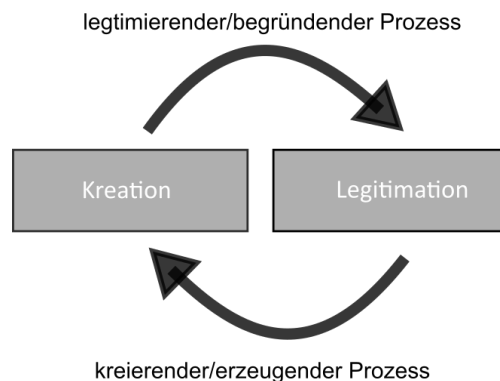 legtimierender/begründender Prozess
Kreation
Legitimation
kreierender/erzeugender Prozess